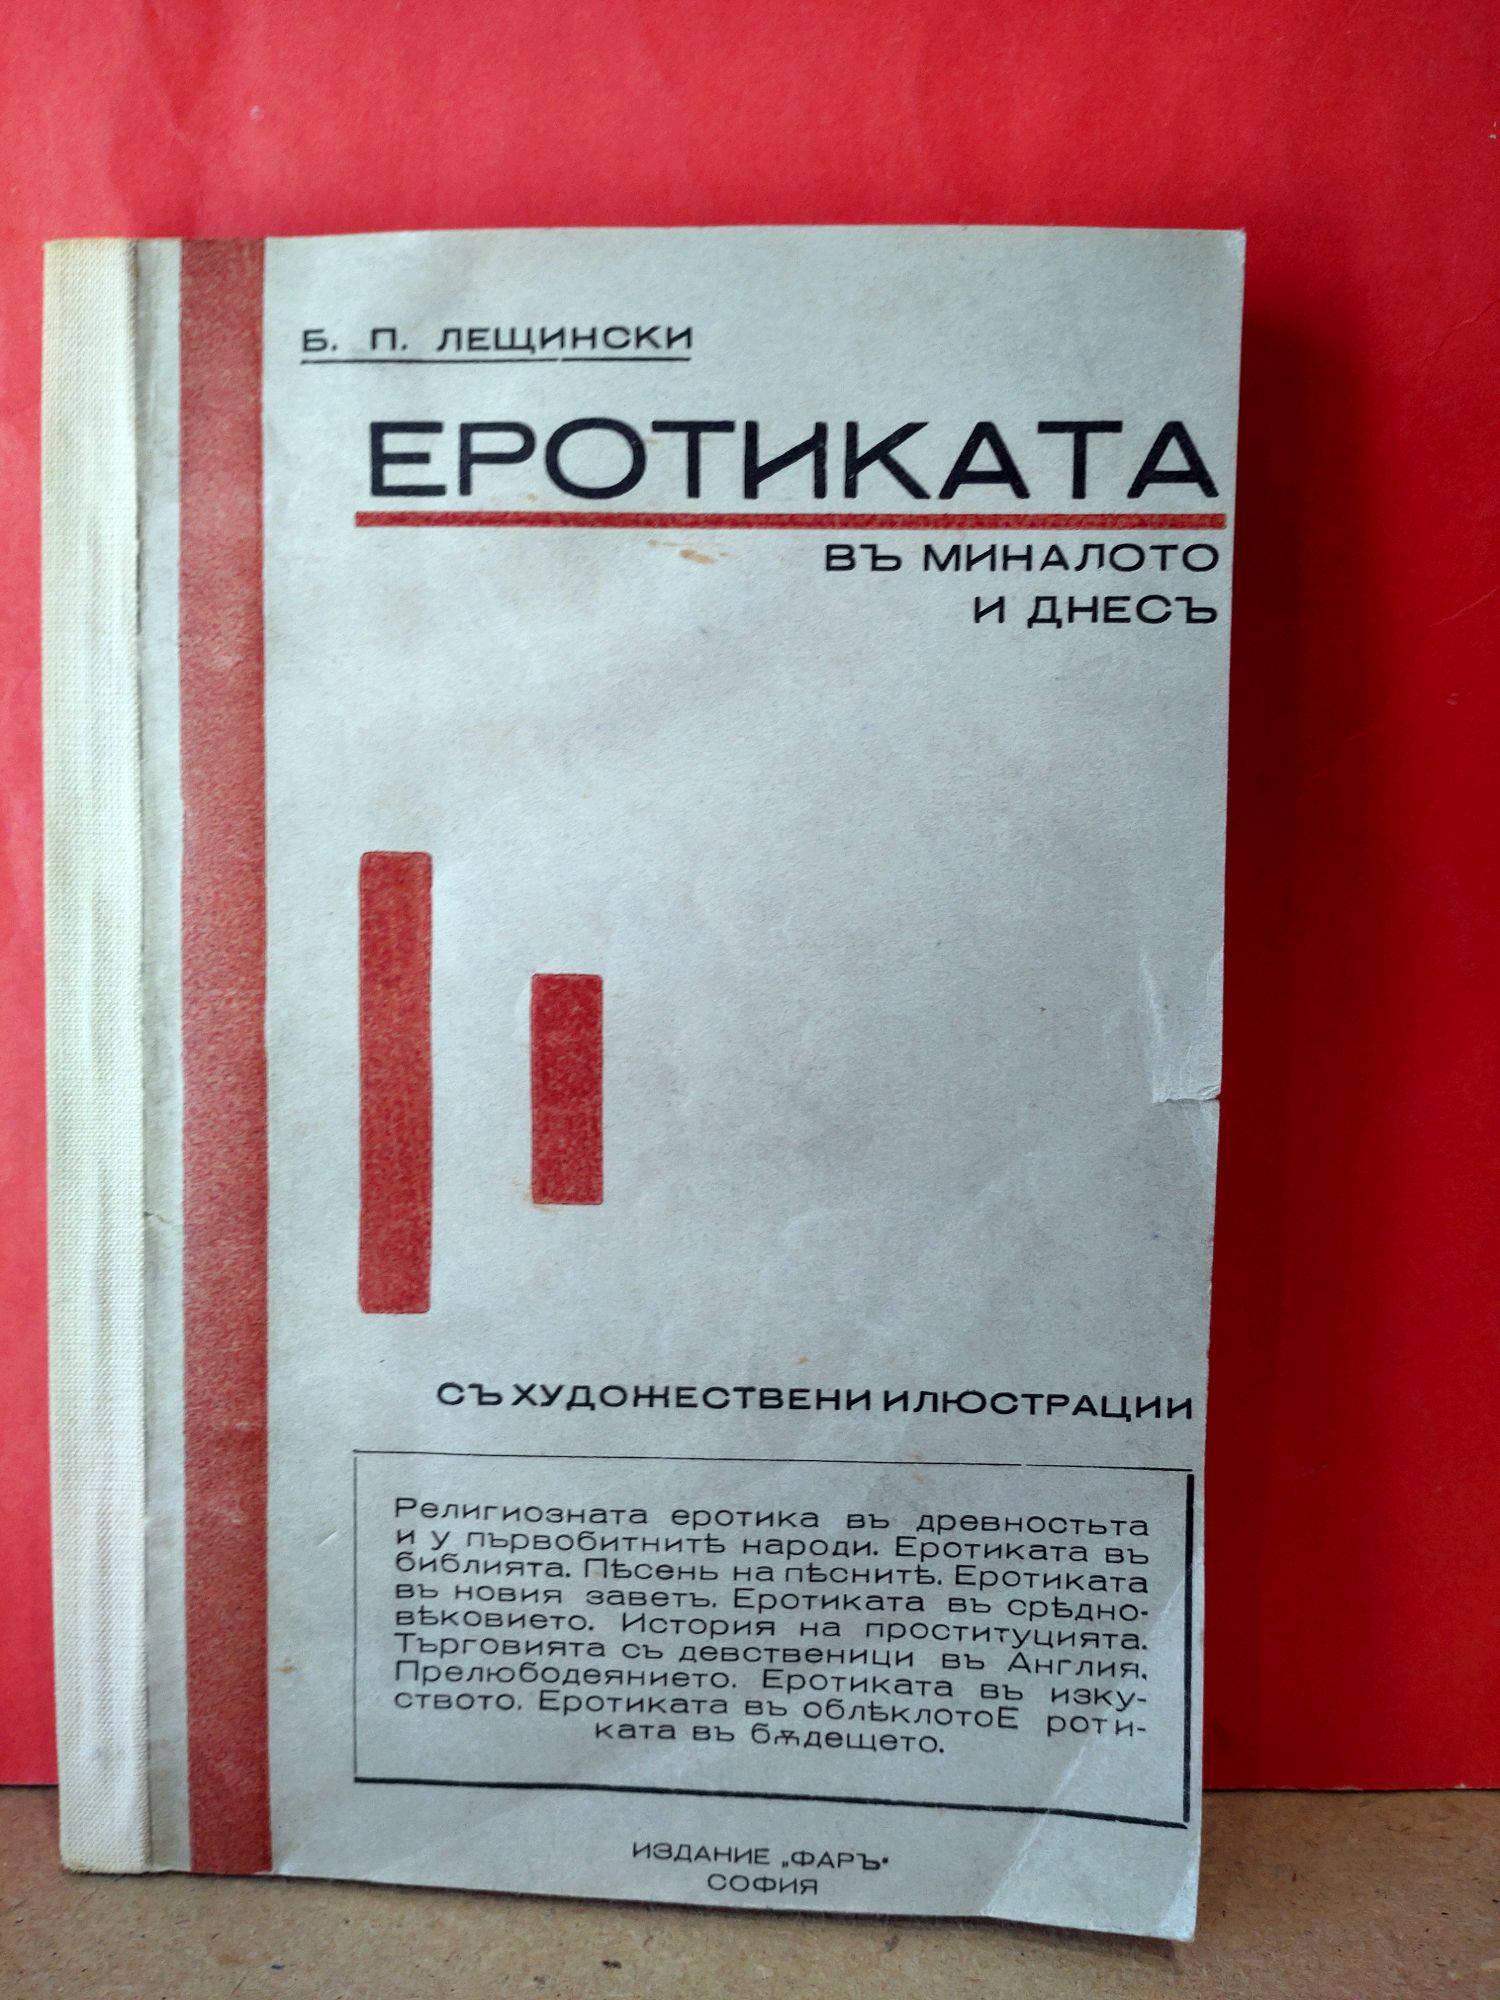 Б. П. ЛЕЩИНСКИ
ЕРОТИКАТА
ВЪ МИНАЛОТО
И ДНЕСЪ
СЪ ХУДОЖЕСТВЕНИ ИЛЮСТРАЦИИ
Религиозната еротика въ древностьта
и у първобитнитѣ народи. Еротиката въ
библията. Пѣсень на пѣснитѣ. Еротиката
въ новия заветъ. Еротиката въ срѣдно-
вѣковието. История на проституцията.
Търговията съ девственици въ Англия.
Прелюбодеянието. Еротиката въ изку-
ството. Еротиката въ облѣклотоЕ роти-
ката въ бѫдещето.
ИЗДАНИЕ „ФАРЪ“
СОФИЯ